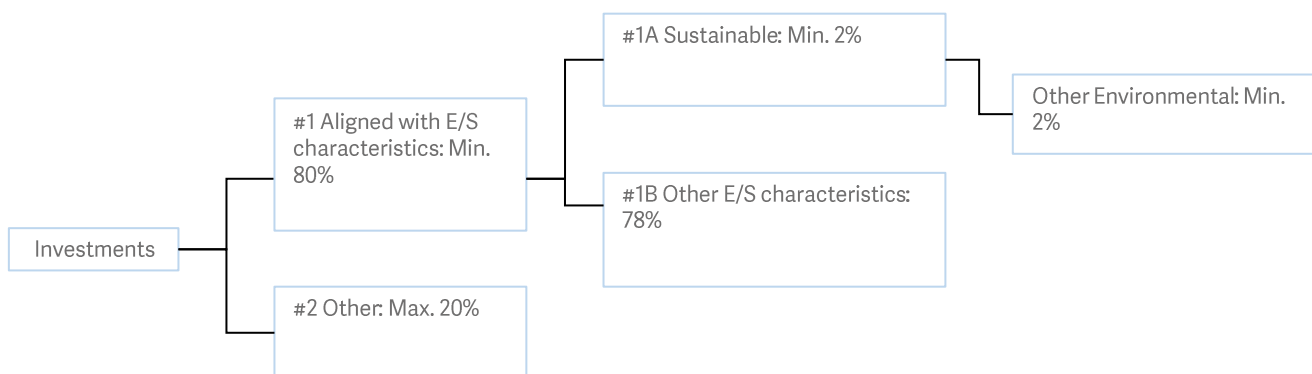 #1A Sustainable: Min. 2%
Other Environmental: Min.
2%
#1 Aligned with E/S
characteristics: Min.
80%
#1B Other E/S characteristics:
78%
Investments
#2 Other: Max. 20%